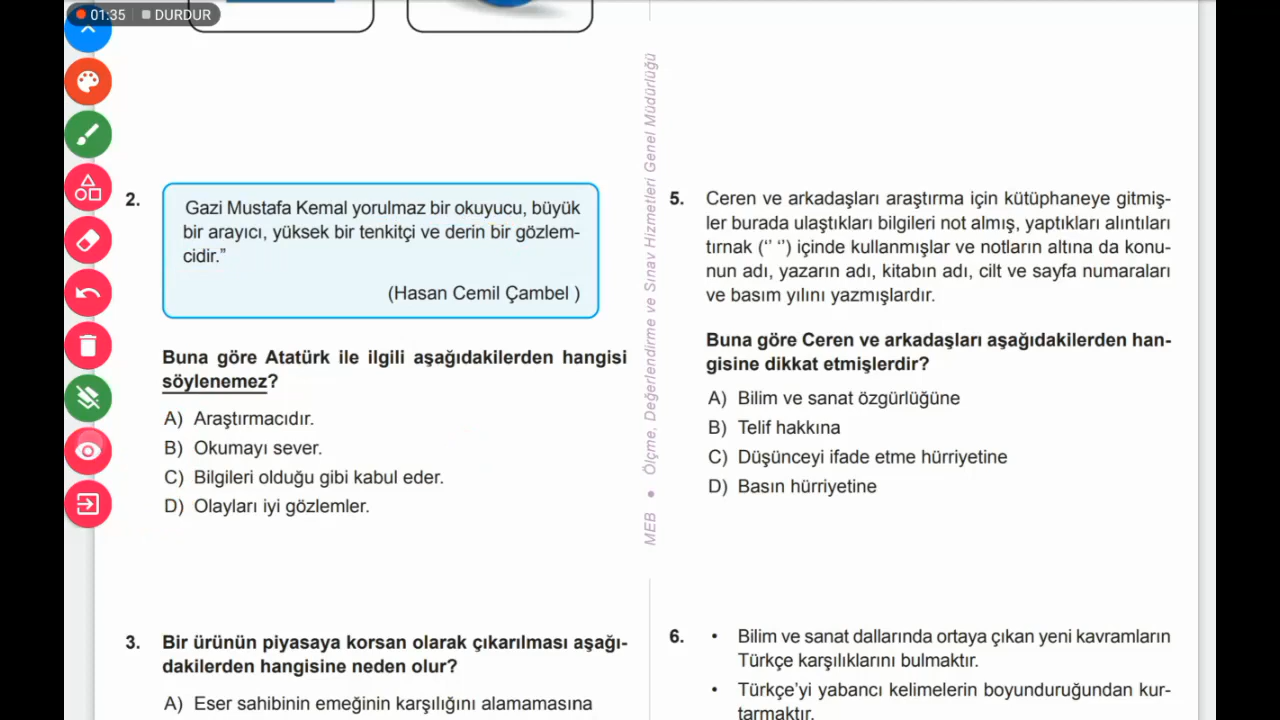 01:35 DURDUR
2.
Gazi Mustafa Kemal yorulmaz bir okuyucu, büyük
bir arayıcı, yüksek bir tenkitçi ve derin bir gözlem-
cidir.”
(Hasan Cemil Çambel )
Buna göre Atatürk ile ilgili aşağıdakilerden hangisi
söylenemez?
A) Araştırmacıdır.
B) Okumayı sever.
C) Bilgileri olduğu gibi kabul eder.
D) Olayları iyi gözlemler.
3. Bir ürünün piyasaya korsan olarak çıkarılması aşağı-
dakilerden hangisine neden olur?
A) Eser sahibinin emeğinin karşılığını alamamasına
MEB • Ölçme, Değerlendirme ve Sınav Hizmetleri Genel Müdürlüğü
5. Ceren ve arkadaşları araştırma için kütüphaneye gitmiş-
ler burada ulaştıkları bilgileri not almış, yaptıkları alıntıları
tırnak (“ “) içinde kullanmışlar ve notların altına da konu-
nun adı, yazarın adı, kitabın adı, cilt ve sayfa numaraları
ve basım yılını yazmışlardır.
Buna göre Ceren ve arkadaşları aşağıdakilerden han-
gisine dikkat etmişlerdir?
A) Bilim ve sanat özgürlüğüne
B) Telif hakkına
C) Düşünceyi ifade etme hürriyetine
D) Basın hürriyetine
6. • Bilim ve sanat dallarında ortaya çıkan yeni kavramların
Türkçe karşılıklarını bulmaktır.
• Türkçe’yi yabancı kelimelerin boyunduruğundan kur-
tarmaktır.